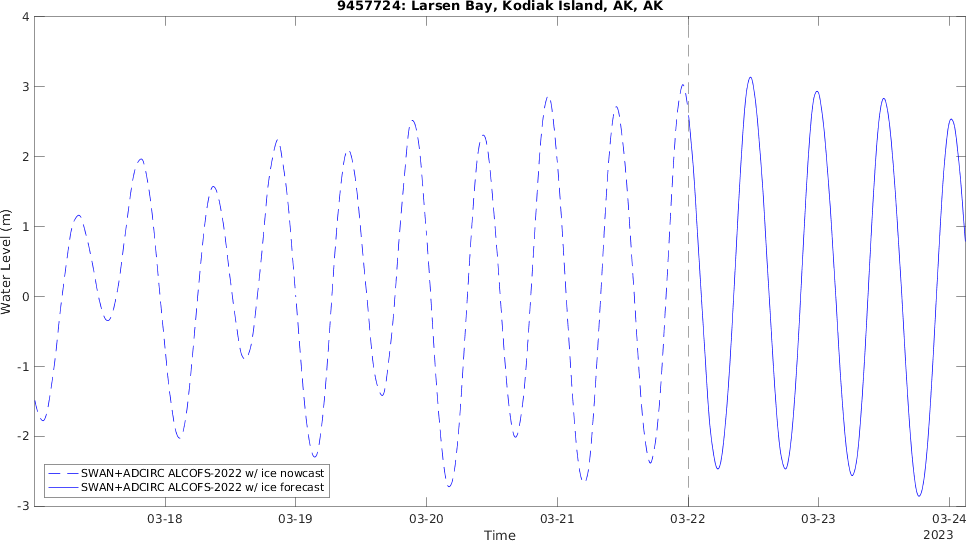 9457724: Larsen Bay, Kodiak Island, AK, AK
Water Level (m)
4
3
2
1
0
-1
-2
-3
SWAN+ADCIRC ALCOFS-2022 w/ ice nowcast
SWAN+ADCIRC ALCOFS-2022 w/ ice forecast
03-18 03-19 03-20 03-21 03-22 03-23 03-24
Time
2023